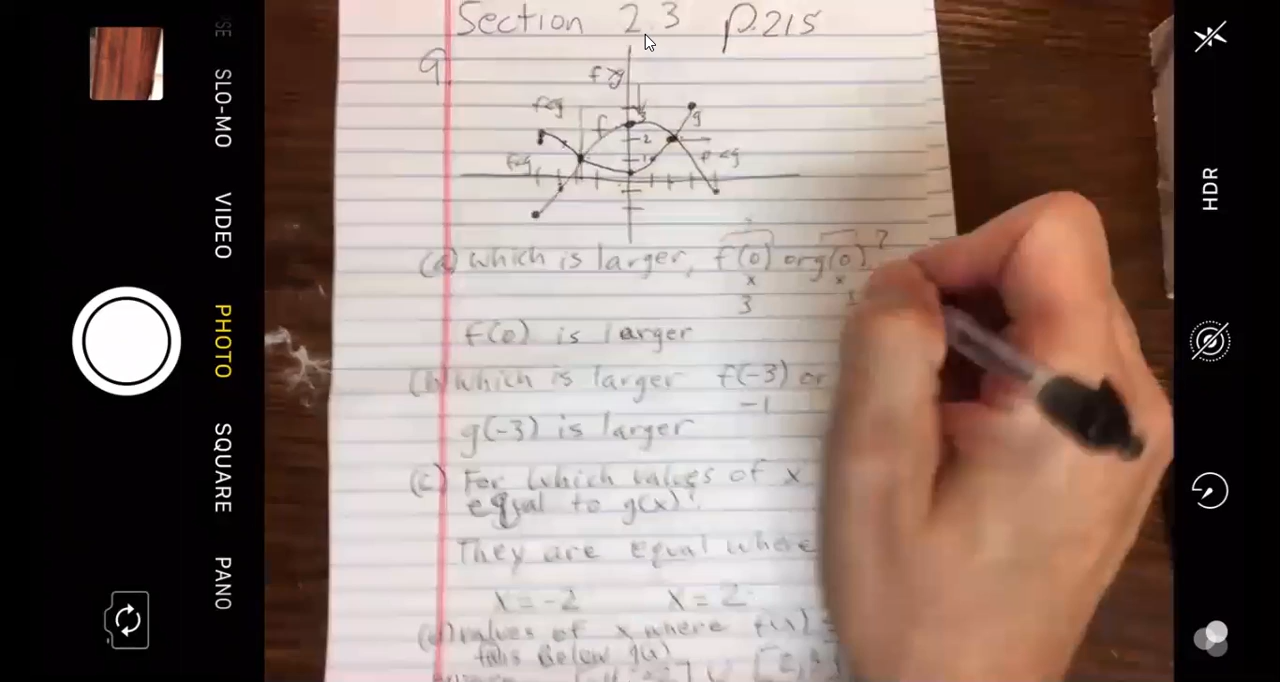 Section 2.3 p.215
9.
f>g
f<g
f
3
g
2
1
(a) which is larger, f(0) or g(0)?
x x
3
f(0) is larger
(b) which is larger f(-3) or
-1
g(-3) is larger
(c) For which values of x
equal to g(x)?
They are equal where
x=-2 x=2
values of x where f(x)
falls below g(x)
SLO-MO
VIDEO
PHOTO
SQUARE
PANO
HDR